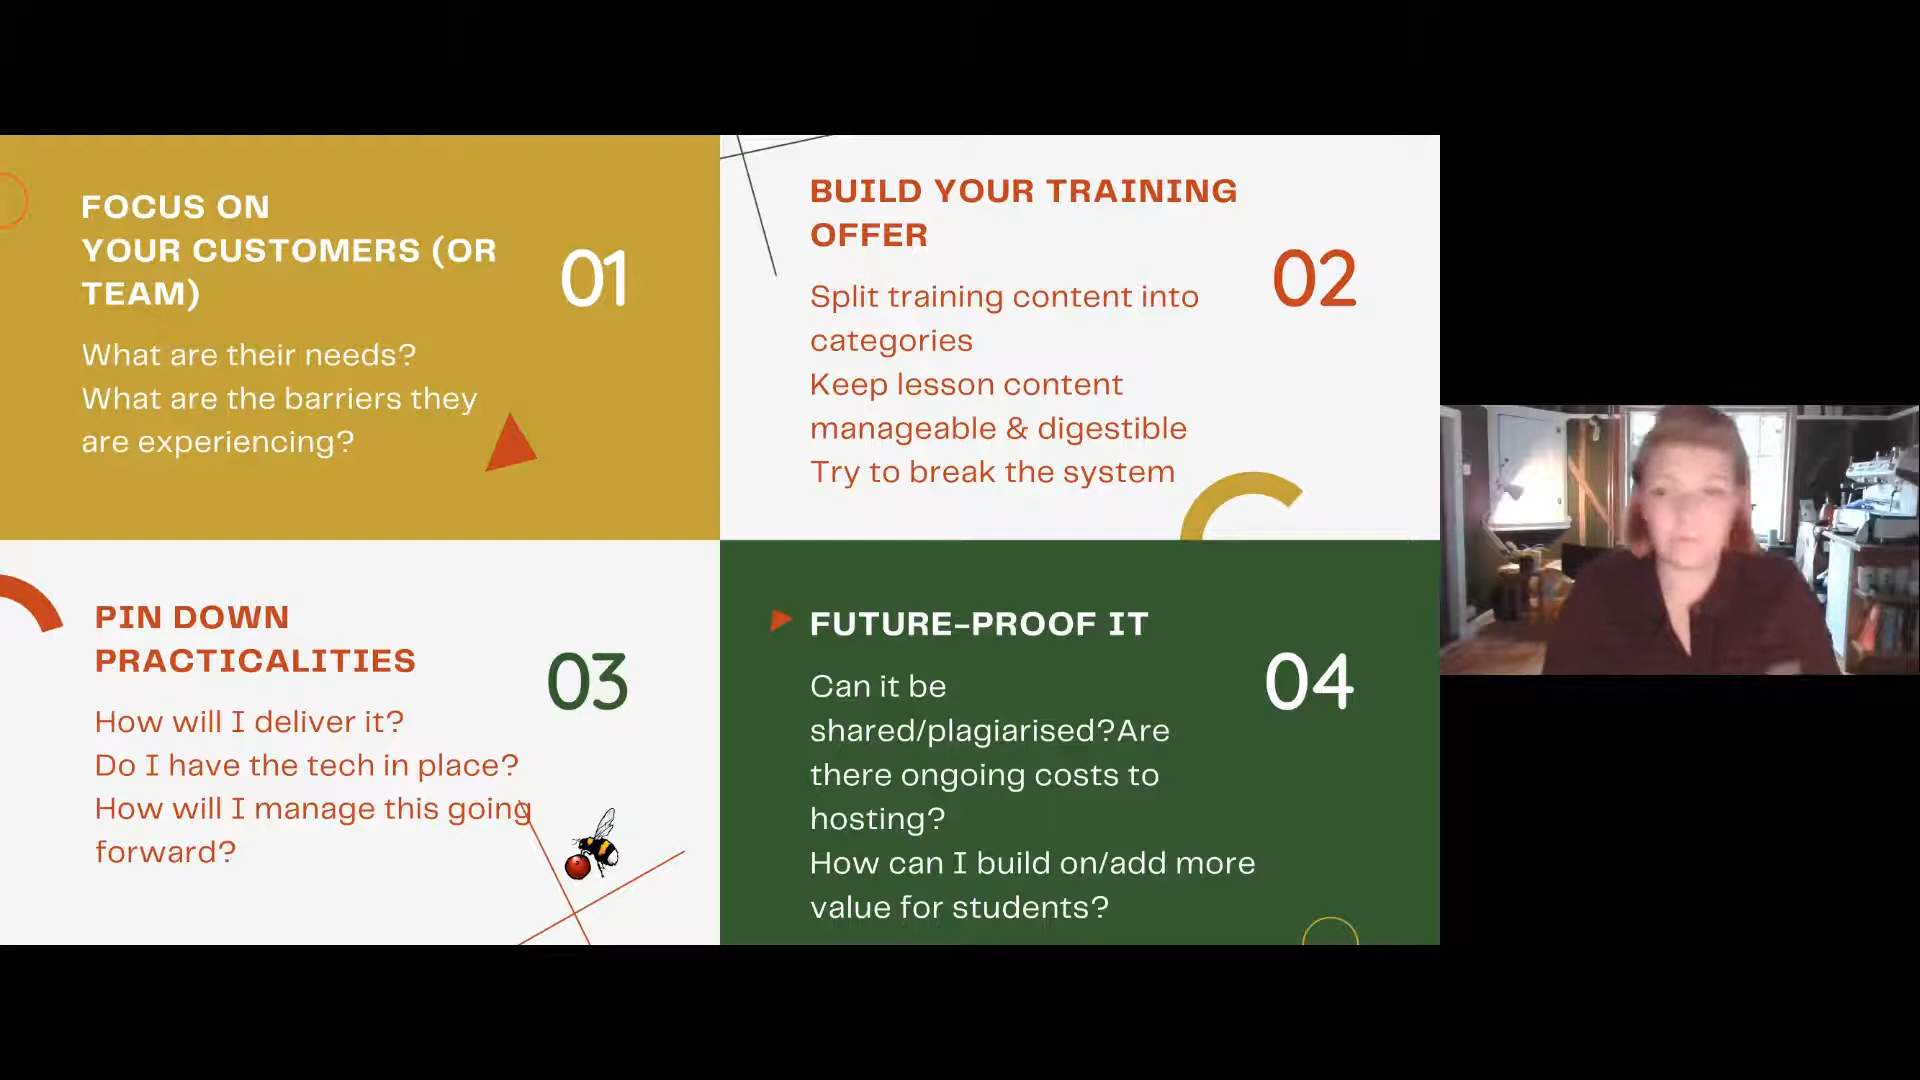 FOCUS ON
YOUR CUSTOMERS (OR
TEAM)
01
What are their needs?
What are the barriers they
are experiencing?
BUILD YOUR TRAINING
OFFER
02
Split training content into
categories
Keep lesson content
manageable & digestible
Try to break the system
PIN DOWN
PRACTICALITIES
03
How will I deliver it?
Do I have the tech in place?
How will I manage this going
forward?
FUTURE-PROOF IT
04
Can it be
shared/plagiarised?Are
there ongoing costs to
hosting?
How can I build on/add more
value for students?